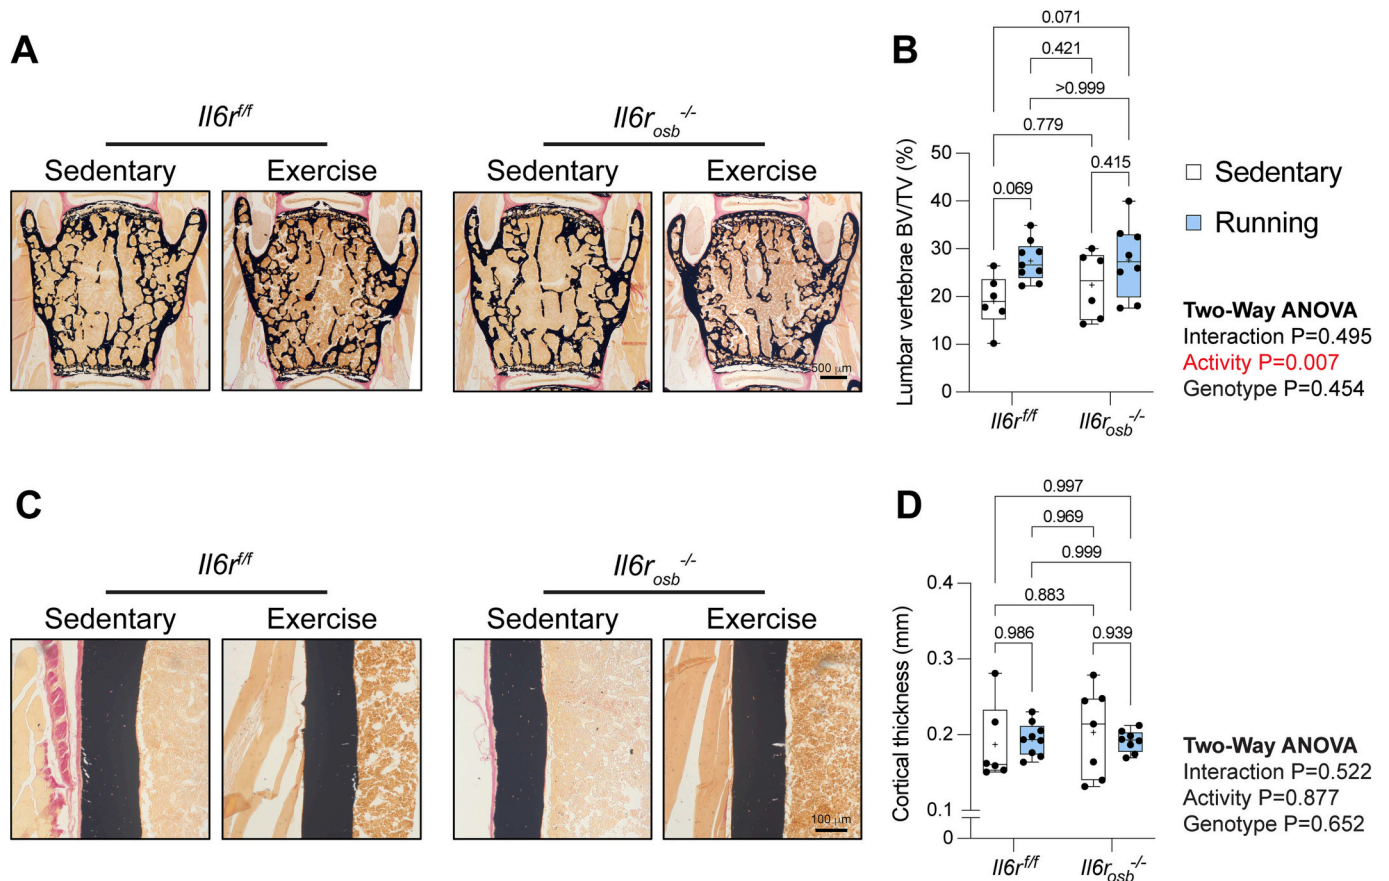 A
Il6r^f/f
Il6r_osb^-/-
Sedentary
Exercise
Sedentary
Exercise
500 μm
B
0.071
0.421
>0.999
0.779
0.415
0.069
Lumbar vertebrae BV/TV (%)
50
40
30
20
10
0
Il6r^f/f
Il6r_osb^-/-
Sedentary
Running
Two-Way ANOVA
Interaction P=0.495
Activity P=0.007
Genotype P=0.454
C
Il6r^f/f
Il6r_osb^-/-
Sedentary
Exercise
Sedentary
Exercise
100 μm
D
0.997
0.969
0.999
0.883
0.986
0.939
Cortical thickness (mm)
0.4
0.3
0.2
0.1
0
Il6r^f/f
Il6r_osb^-/-
Two-Way ANOVA
Interaction P=0.522
Activity P=0.877
Genotype P=0.652